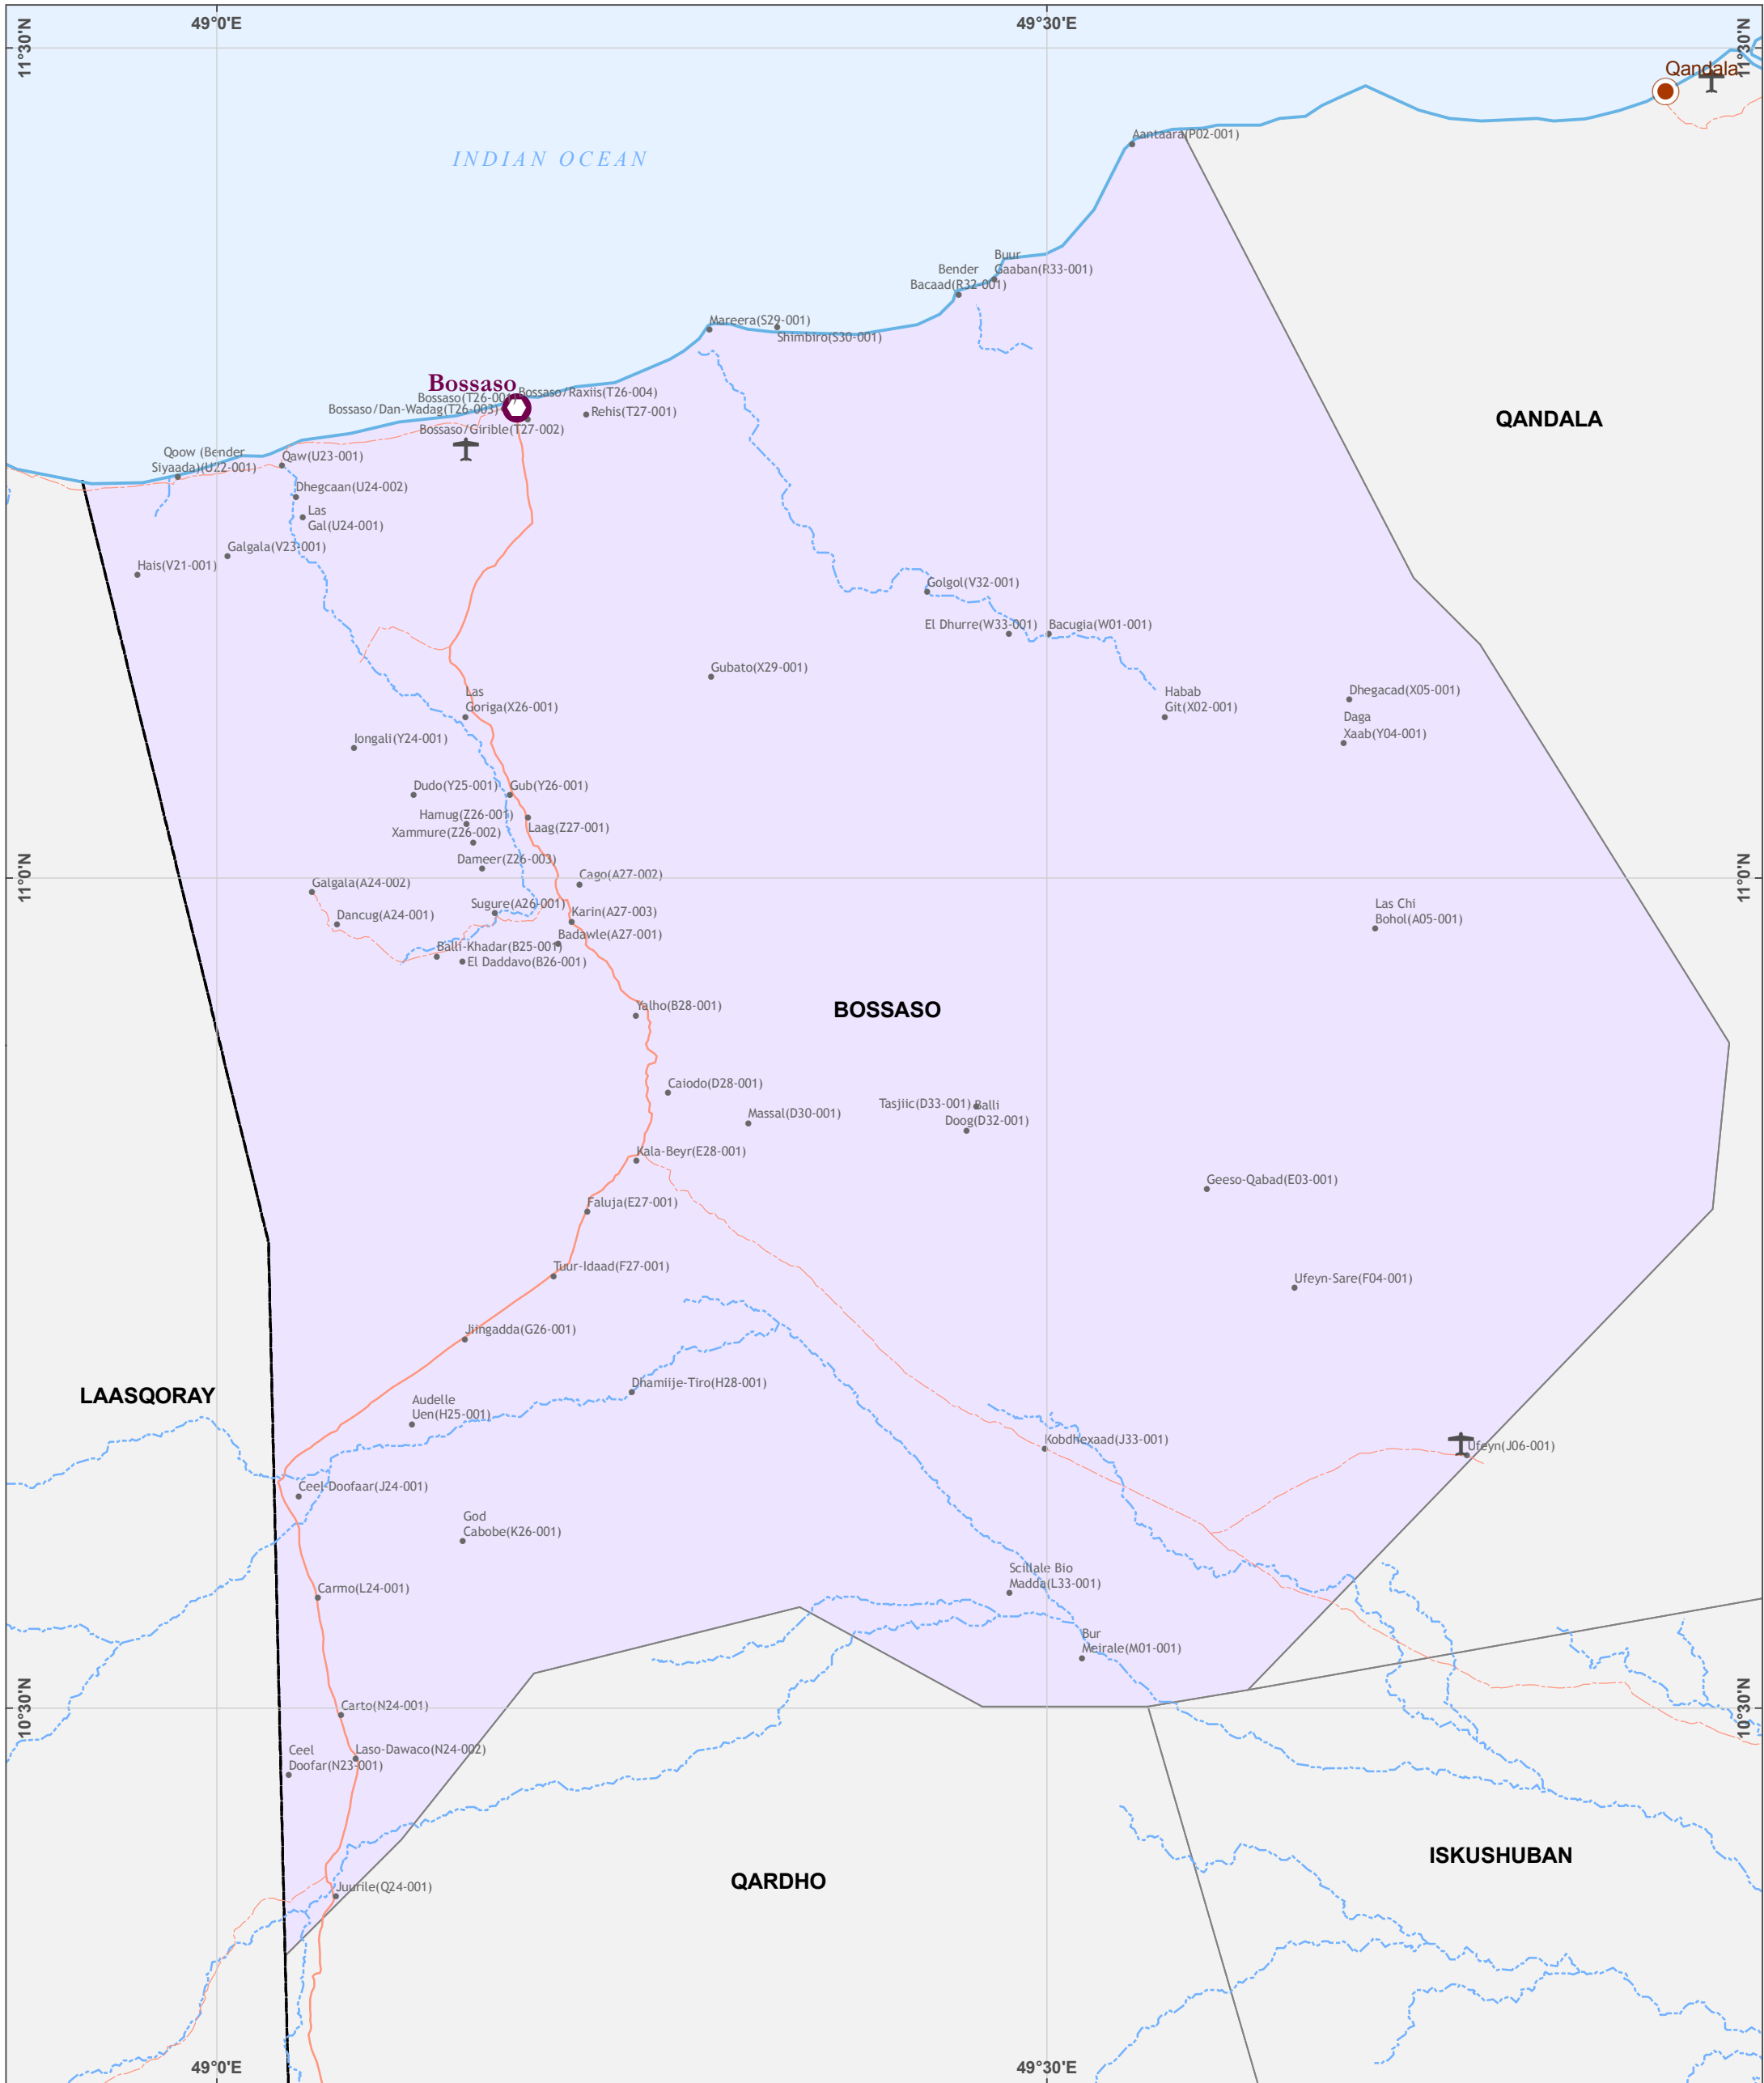 49°0'E
49°30'E
11°30'N
11°30'N
Qandala
Aantaara(P02-001)
INDIAN OCEAN
Buur
Gaaban(R33-001)
Bender
Bacaad(R32-001)
Mareera(S29-001)
Shimbiro(S30-001)
Bossaso
Bossaso/Raxiis(T26-004)
Bossaso(T26-001)
Bossaso/Dan-Wadag(T26-003)
Rehis(T27-001)
Bossaso/Girible(T27-002)
QANDALA
Qoow (Bender
Siyaada)(U22-001)
Qaw(U23-001)
Dhegcaan(U24-002)
Las
Gal(U24-001)
Galgala(V23-001)
Hais(V21-001)
Golgol(V32-001)
El Dhurre(W33-001)
Bacugia(W01-001)
Gubato(X29-001)
Las
Goriga(X26-001)
Habab
Git(X02-001)
Dhegacad(X05-001)
Daga
Xaab(Y04-001)
Iongali(Y24-001)
Dudo(Y25-001)
Gub(Y26-001)
Hamug(Z26-001)
Laag(Z27-001)
Xammure(Z26-002)
Dameer(Z26-003)
11°0'N
11°0'N
Cago(A27-002)
Galgala(A24-002)
Sugure(A26-001)
Dancug(A24-001)
Karin(A27-003)
Las Chi
Bohol(A05-001)
Badawle(A27-001)
Balli-Khadar(B25-001)
El Daddavo(B26-001)
Yalho(B28-001)
BOSSASO
Caiodo(D28-001)
Massal(D30-001)
Tasjiic(D33-001)
Balli
Doog(D32-001)
Kala-Beyr(E28-001)
Geeso-Qabad(E03-001)
Faluja(E27-001)
Tuur-Idaad(F27-001)
Ufeyn-Sare(F04-001)
Jiingadda(G26-001)
LAASQORAY
Dhamiije-Tiro(H28-001)
Audelle
Uen(H25-001)
Kobdhexaad(J33-001)
Ufeyn(J06-001)
Ceel-Doofaar(J24-001)
God
Cabobe(K26-001)
Scillale Bio
Madda(L33-001)
Carmo(L24-001)
Bur
Meirale(M01-001)
Carto(N24-001)
10°30'N
10°30'N
Laso-Dawaco(N24-002)
Ceel
Doofar(N23-001)
ISKUSHUBAN
QARDHO
Juurile(Q24-001)
49°0'E
49°30'E